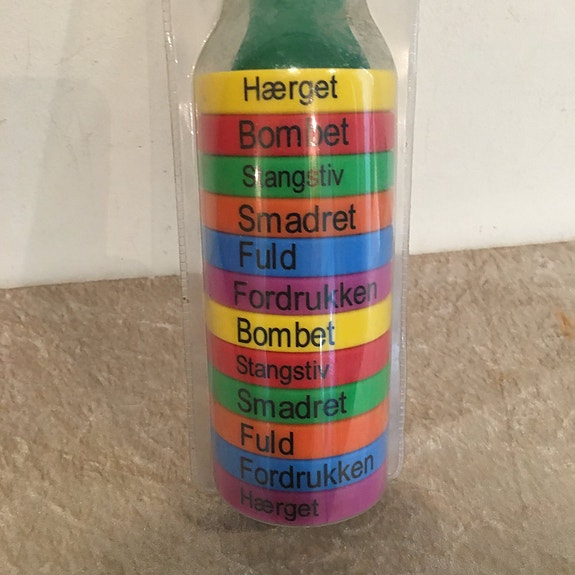 Hærget
Bombet
Stangstiv
Smadret
Fuld
Fordrukken
Bombet
Stangstiv
Smadret
Fuld
Fordrukken
Hærget